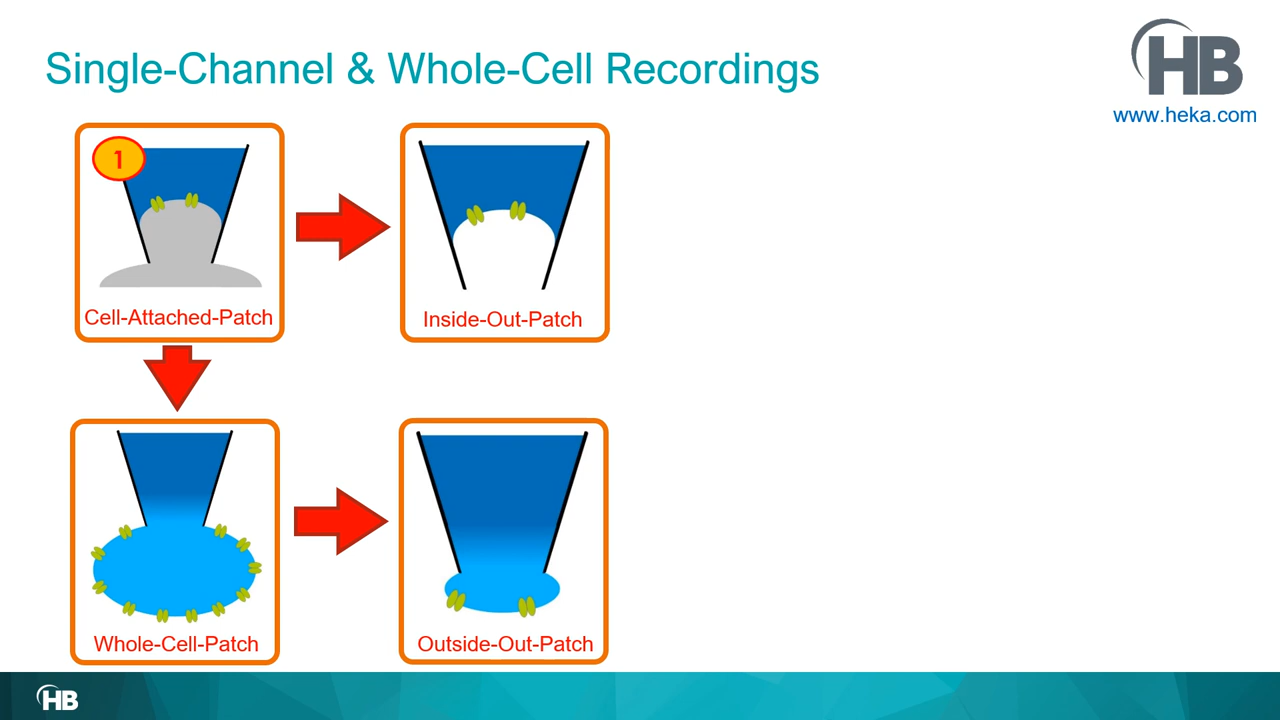 Single-Channel & Whole-Cell Recordings
HB
www.heka.com
1
Cell-Attached-Patch
Inside-Out-Patch
Whole-Cell-Patch
Outside-Out-Patch
HB